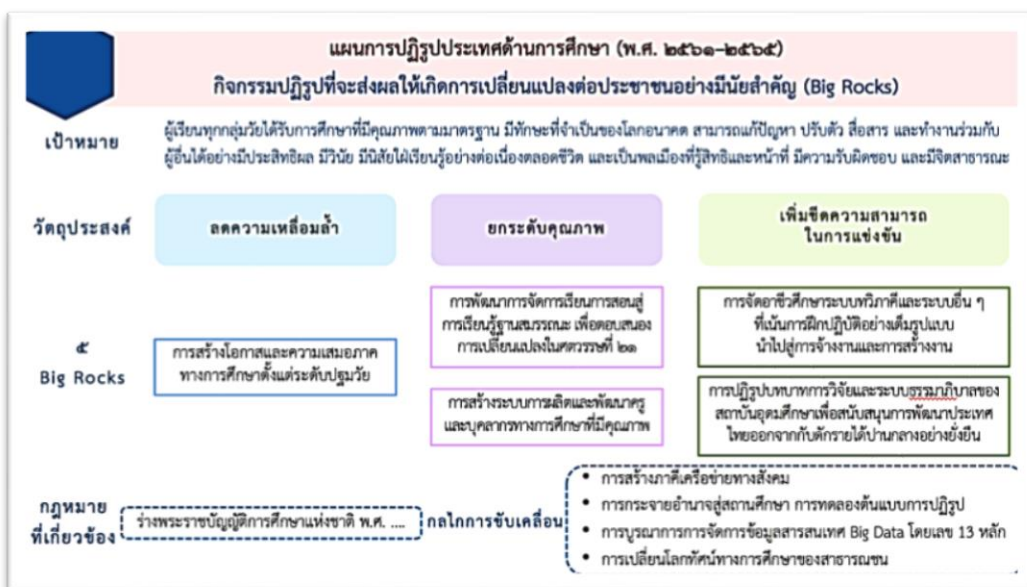 แผนการปฏิรูปประเทศด้านการศึกษา (พ.ศ. ๒๕๖๑-๒๕๖๕)
กิจกรรมปฏิรูปที่จะส่งผลให้เกิดการเปลี่ยนแปลงต่อประชาชนอย่างมีนัยสำคัญ (Big Rocks)
เป้าหมาย
ผู้เรียนทุกกลุ่มวัยได้รับการศึกษาที่มีคุณภาพตามมาตรฐาน มีทักษะที่จำเป็นของโลกอนาคต สามารถแก้ปัญหา ปรับตัว สื่อสาร และทำงานร่วมกับ
ผู้อื่นได้อย่างมีประสิทธิผล มีวินัย มีนิสัยใฝ่เรียนรู้อย่างต่อเนื่องตลอดชีวิต และเป็นพลเมืองที่รู้สิทธิและหน้าที่ มีความรับผิดชอบ และมีจิตสาธารณะ
วัตถุประสงค์
ลดความเหลื่อมล้ำ
ยกระดับคุณภาพ
เพิ่มขีดความสามารถ
ในการแข่งขัน
๕
Big Rocks
การสร้างโอกาสและความเสมอภาค
ทางการศึกษาตั้งแต่ระดับปฐมวัย
การพัฒนาการจัดการเรียนการสอนสู่
การเรียนรู้ฐานสมรรถนะ เพื่อตอบสนอง
การเปลี่ยนแปลงในศตวรรษที่ ๒๑
การสร้างระบบการผลิตและพัฒนาครู
และบุคลากรทางการศึกษาที่มีคุณภาพ
การจัดอาชีวศึกษาระบบทวิภาคีและระบบอื่น ๆ
ที่เน้นการฝึกปฏิบัติอย่างเต็มรูปแบบ
นำไปสู่การจ้างงานและการสร้างงาน
การปฏิรูปบทบาทการวิจัยและระบบธรรมาภิบาลของ
สถาบันอุดมศึกษาเพื่อสนับสนุนการพัฒนาประเทศ
ไทยออกจากกับดักรายได้ปานกลางอย่างยั่งยืน
กฎหมาย
ที่เกี่ยวข้อง
ร่างพระราชบัญญัติการศึกษาแห่งชาติ พ.ศ. ....
กลไกการขับเคลื่อน
• การสร้างภาคีเครือข่ายทางสังคม
• การกระจายอำนาจสู่สถานศึกษา การทดลองต้นแบบการปฏิรูป
• การบูรณาการการจัดการข้อมูลสารสนเทศ Big Data โดยเลข 13 หลัก
• การเปลี่ยนโลกทัศน์ทางการศึกษาของสาธารณชน